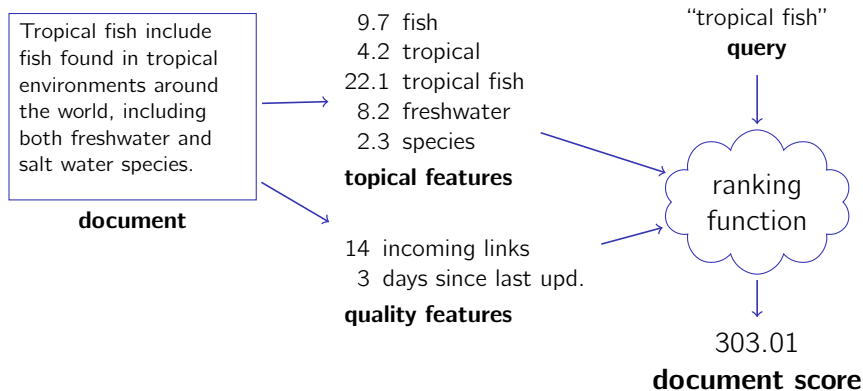 Tropical fish include
fish found in tropical
environments around
the world, including
both freshwater and
salt water species.
document
9.7 fish
4.2 tropical
22.1 tropical fish
8.2 freshwater
2.3 species
topical features
14 incoming links
3 days since last upd.
quality features
“tropical fish”
query
ranking
function
303.01
document score